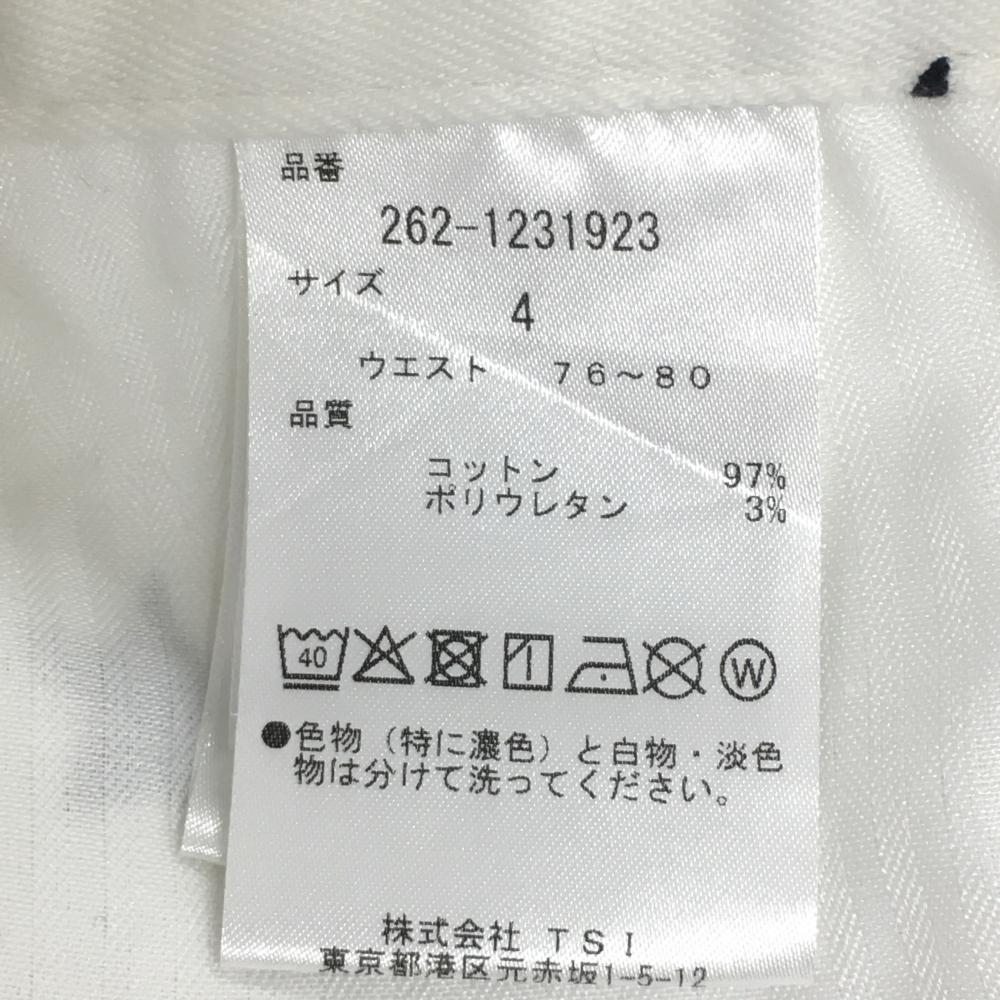 品番
262-1231923
サイズ
4
ウエスト 76～80
品質
コットン 97%
ポリウレタン 3%
40 W
●色物（特に濃色）と白物・淡色
物は分けて洗ってください。
株式会社 TSI
東京都港区元赤坂1-5-12